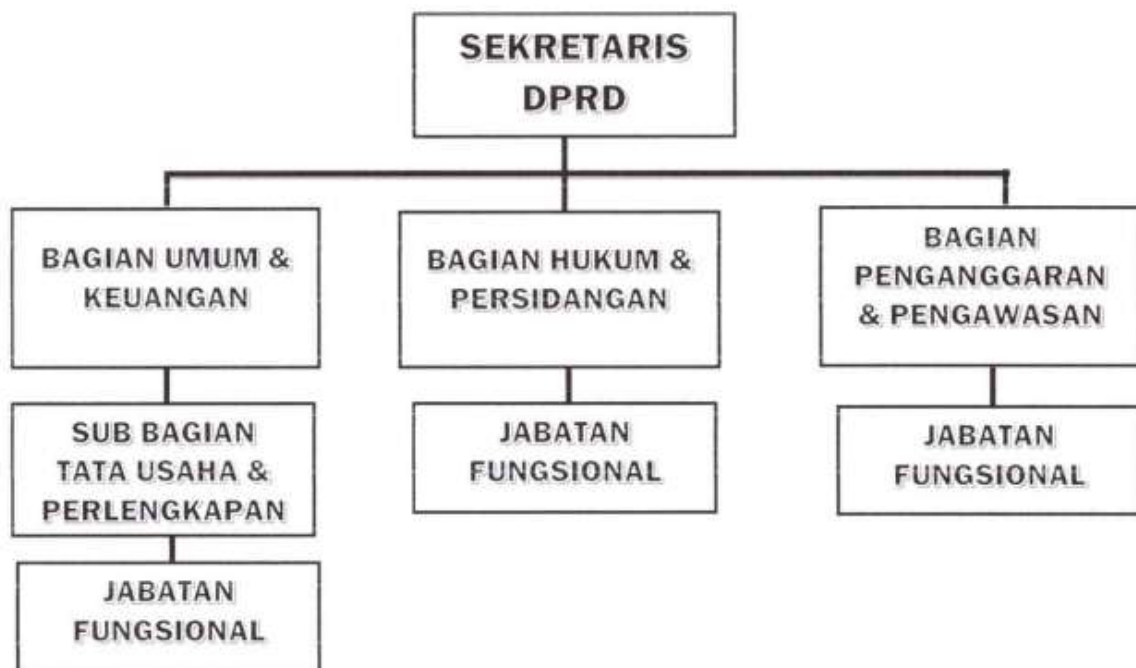 SEKRETARIS
DPRD
BAGIAN UMUM &
KEUANGAN
BAGIAN HUKUM &
PERSIDANGAN
BAGIAN
PENGANGGARAN
& PENGAWASAN
SUB BAGIAN
TATA USAHA &
PERLENGKAPAN
JABATAN
FUNGSIONAL
JABATAN
FUNGSIONAL
JABATAN
FUNGSIONAL